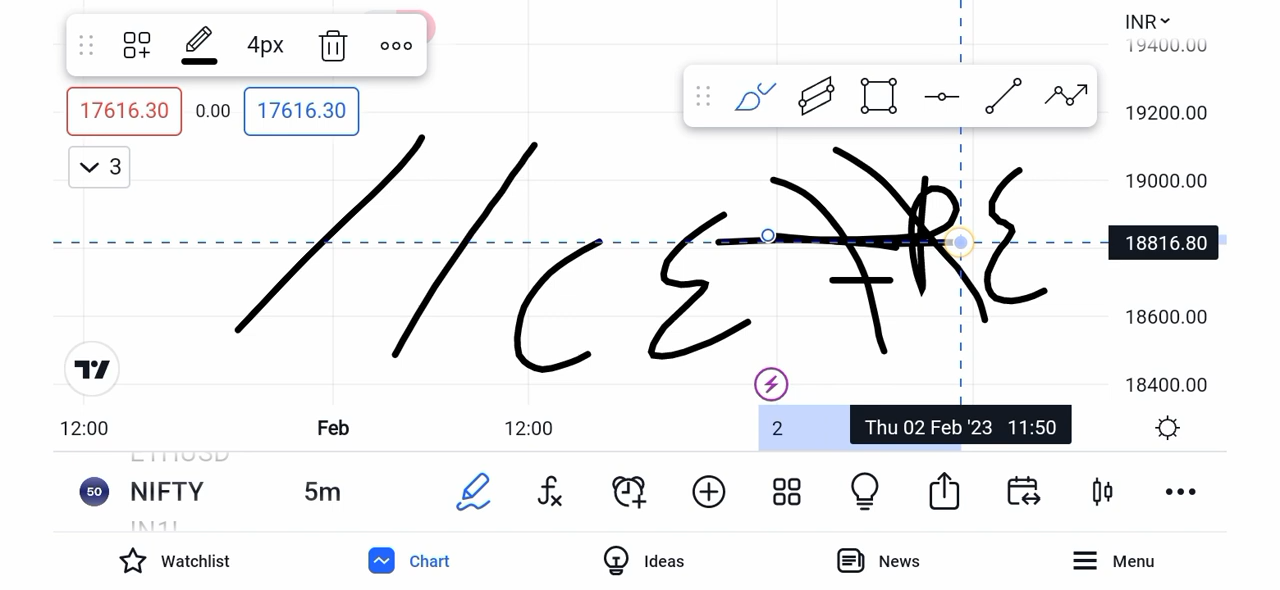 INR
19400.00
4px
17616.30 0.00 17616.30
19200.00
3
19000.00
18816.80
18600.00
18400.00
12:00 Feb 12:00 2 Thu 02 Feb '23 11:50
ETHUSD
50 NIFTY 5m
Watchlist Chart Ideas News Menu